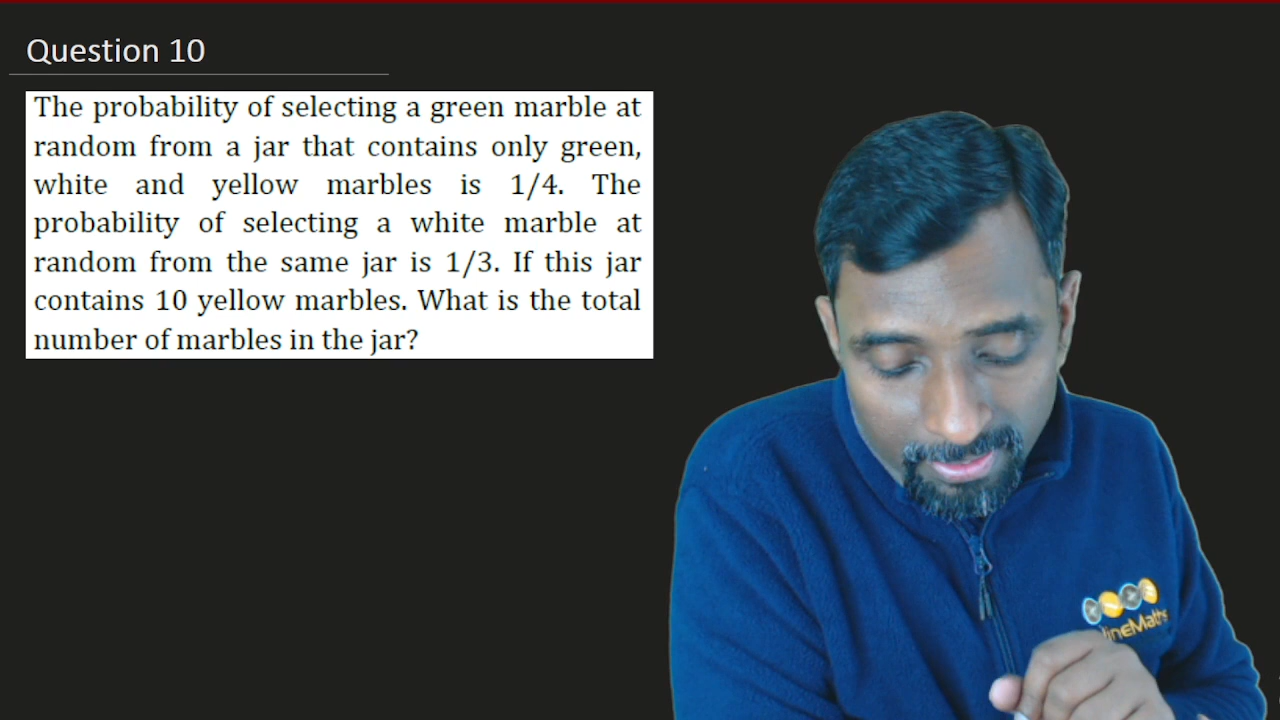 Question 10
The probability of selecting a green marble at
random from a jar that contains only green,
white and yellow marbles is 1/4. The
probability of selecting a white marble at
random from the same jar is 1/3. If this jar
contains 10 yellow marbles. What is the total
number of marbles in the jar?